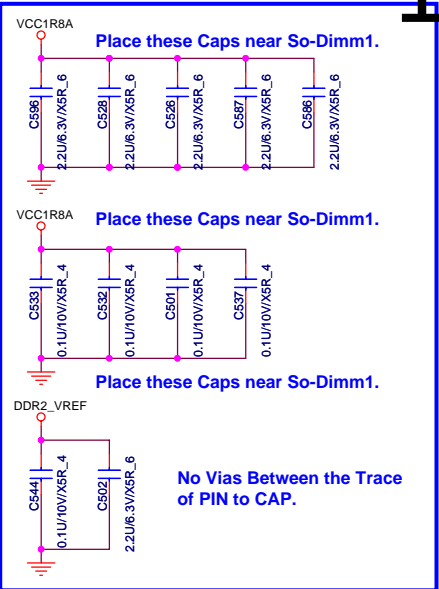 VCC1R8A
Place these Caps near So-Dimm1.
C596
2.2U/6.3V/X5R_6
C528
2.2U/6.3V/X5R_6
C526
2.2U/6.3V/X5R_6
C587
2.2U/6.3V/X5R_6
C586
2.2U/6.3V/X5R_6
VCC1R8A
Place these Caps near So-Dimm1.
C533
0.1U/10V/X5R_4
C532
0.1U/10V/X5R_4
C501
0.1U/10V/X5R_4
C537
0.1U/10V/X5R_4
Place these Caps near So-Dimm1.
DDR2_VREF
C544
0.1U/10V/X5R_4
C502
2.2U/6.3V/X5R_6
No Vias Between the Trace
of PIN to CAP.